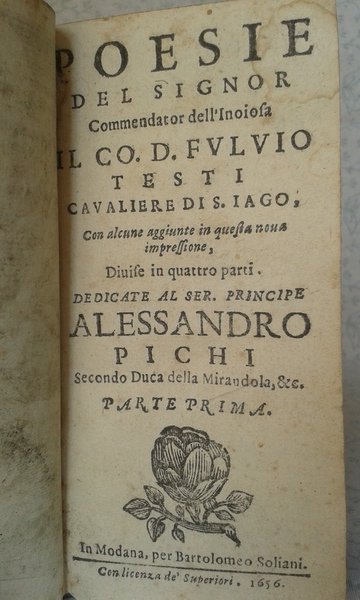 POESIE
DEL SIGNOR
Commendator dell'Inoiosa
IL CO. D. FVLVIO
TESTI
CAVALIERE DI S. IAGO,
Con alcune aggiunte in questa noua
impressione,
Diuise in quattro parti.
DEDICATE AL SER. PRINCIPE
ALESSANDRO
PICHI
Secondo Duca della Mirandola, &c.
PARTE PRIMA.
In Modana, per Bartolomeo Soliani.
Con licenza de' Superiori. 1656.